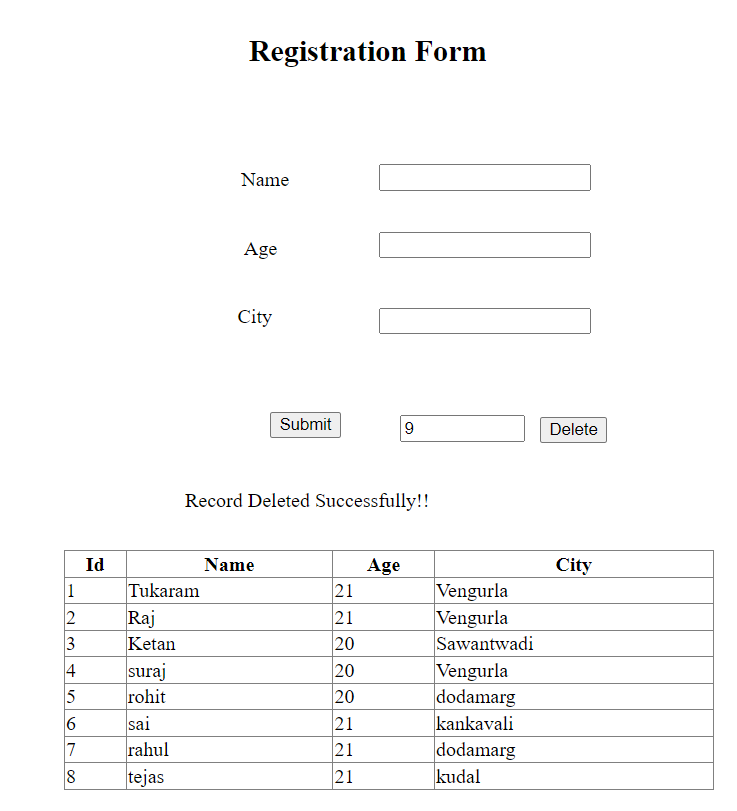 Registration Form
Name
Age
City
Submit 9 Delete
Record Deleted Successfully!!
Id Name Age City
1 Tukaram 21 Vengurla
2 Raj 21 Vengurla
3 Ketan 20 Sawantwadi
4 suraj 20 Vengurla
5 rohit 20 dodamarg
6 sai 21 kankavali
7 rahul 21 dodamarg
8 tejas 21 kudal